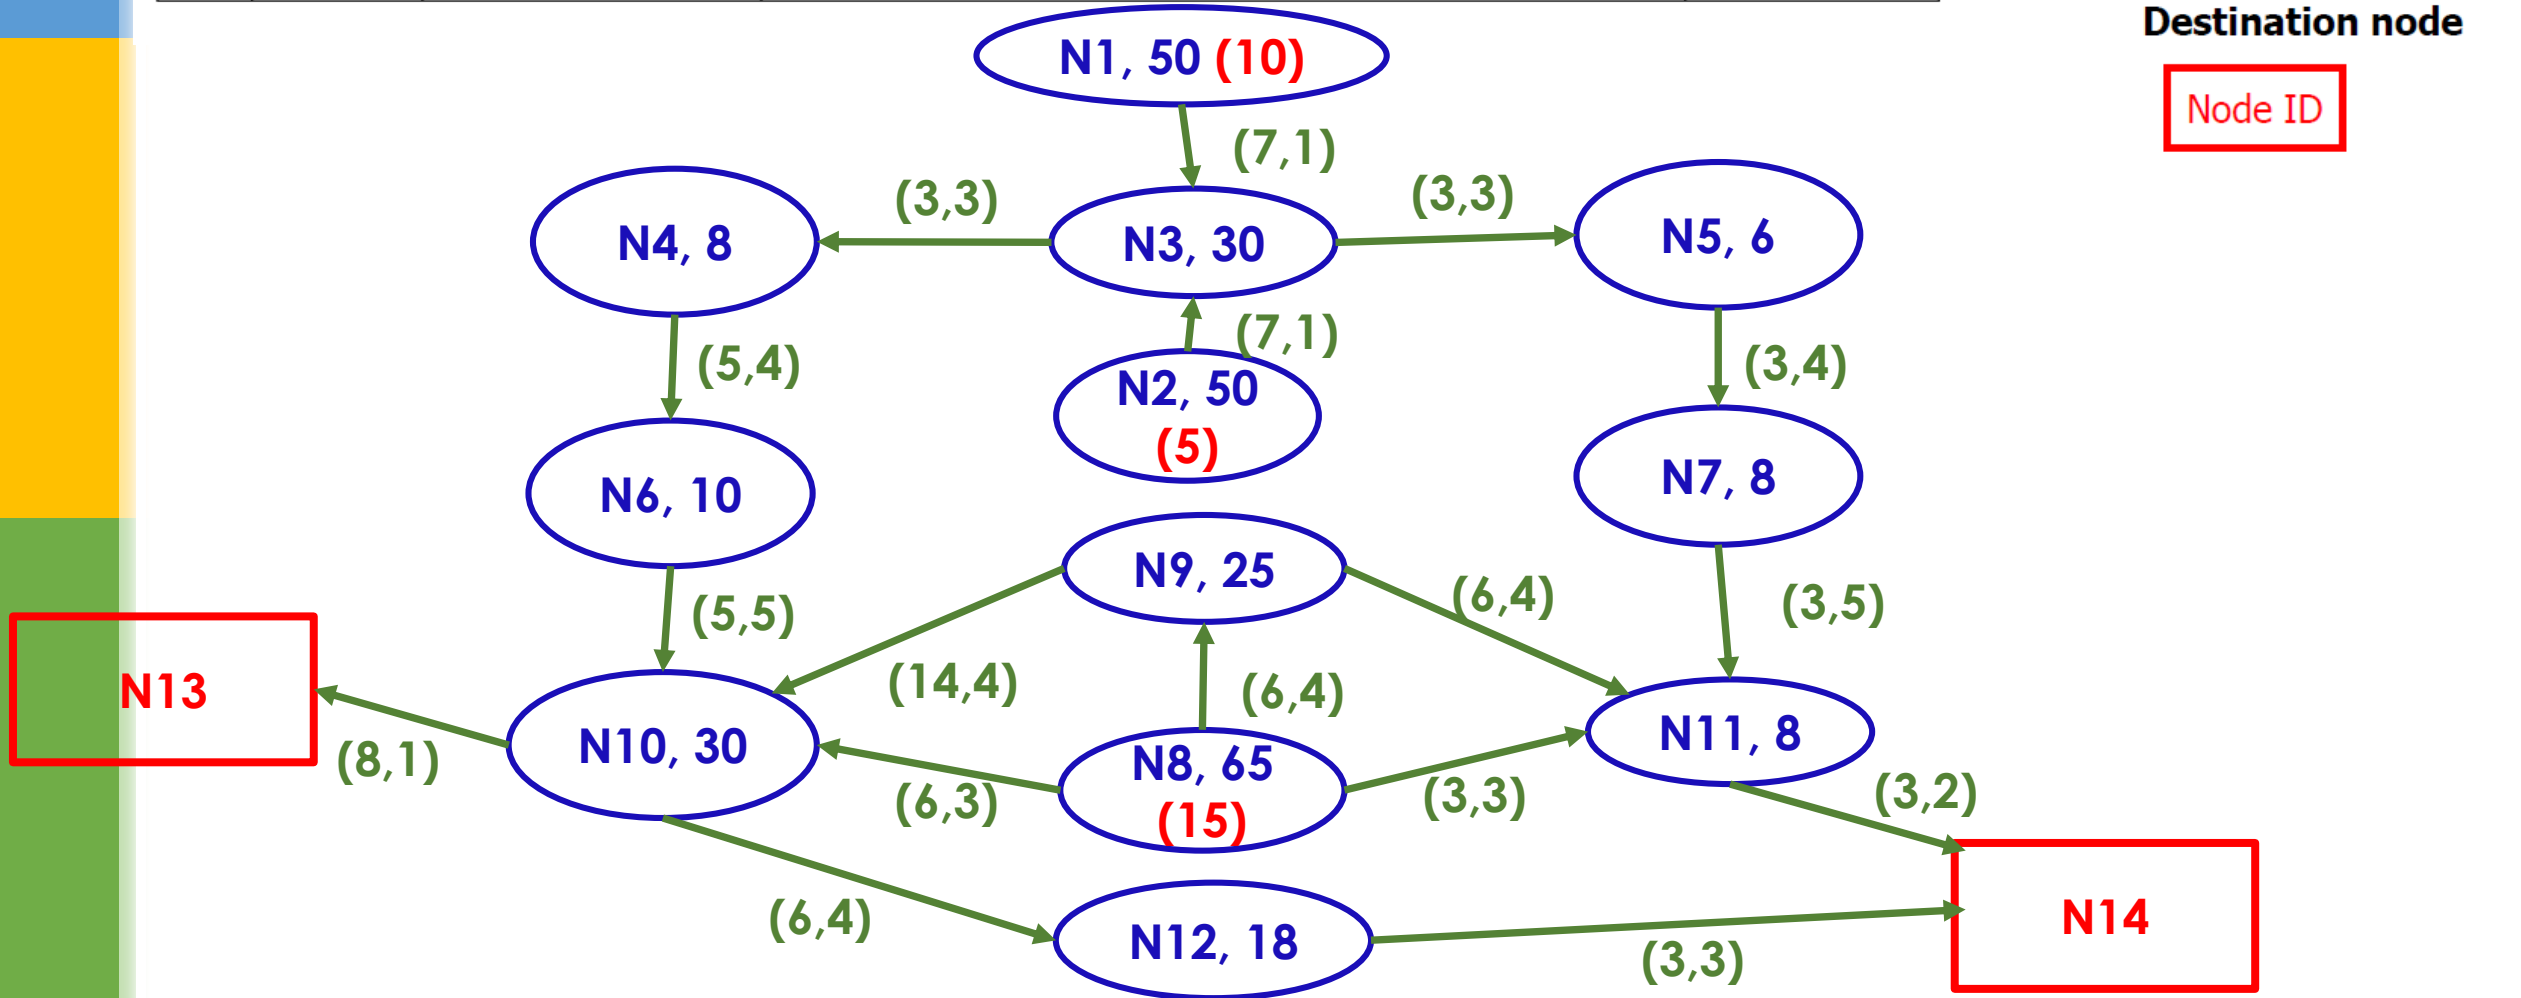 Destination node
Node ID
N1, 50 (10)
(7,1)
(3,3)
(3,3)
N4, 8
N3, 30
N5, 6
(7,1)
(5,4)
N2, 50
(5)
(3,4)
N6, 10
N7, 8
N9, 25
(6,4)
(5,5)
(3,5)
(14,4)
(6,4)
N13
N10, 30
N8, 65
(15)
N11, 8
(8,1)
(6,3)
(3,3)
(3,2)
(6,4)
N12, 18
(3,3)
N14